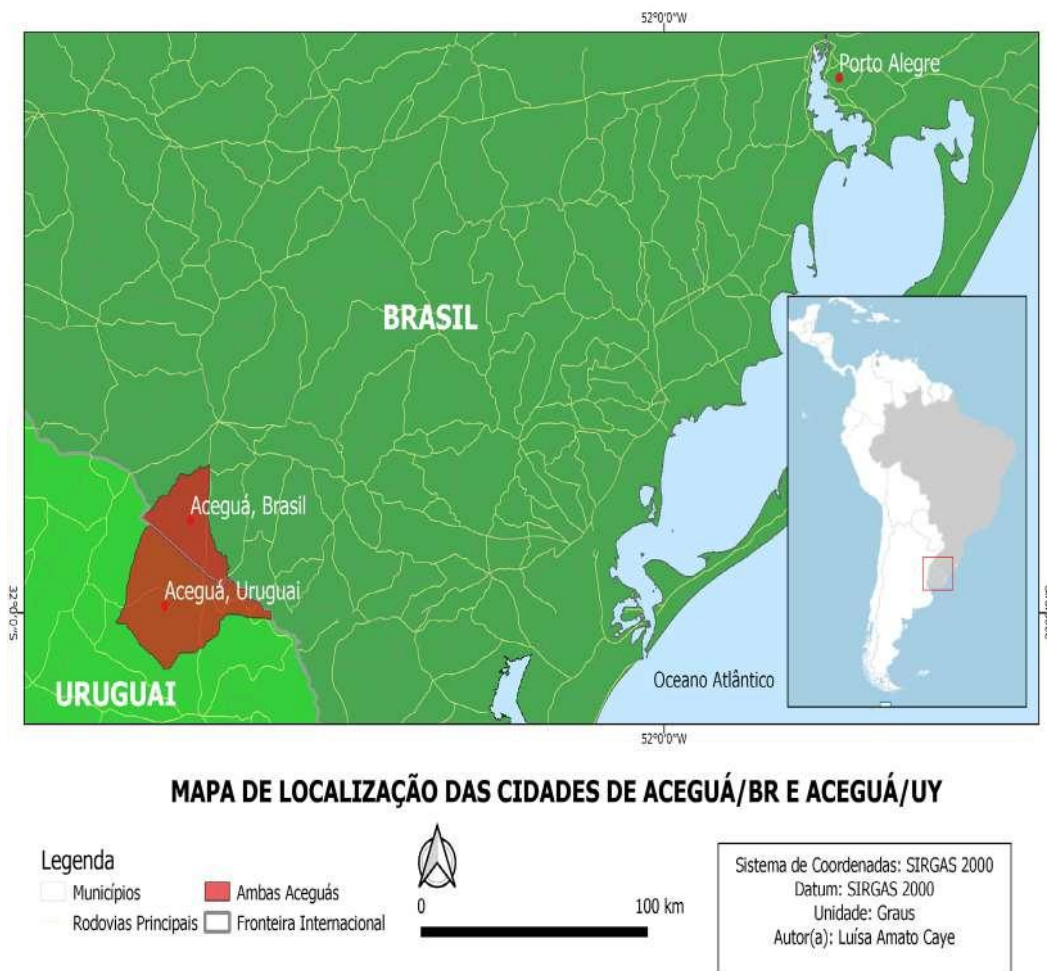 52°0'0"W
Porto Alegre
BRASIL
Aceguá, Brasil
Aceguá, Uruguai
32°0'0"S
URUGUAI
Oceano Atlântico
52°0'0"W
MAPA DE LOCALIZAÇÃO DAS CIDADES DE ACEGUÁ/BR E ACEGUÁ/UY
Legenda
Municípios
Ambas Aceguás
Rodovias Principais
Fronteira Internacional
0
100 km
Sistema de Coordenadas: SIRGAS 2000
Datum: SIRGAS 2000
Unidade: Graus
Autor(a): Luísa Amato Caye